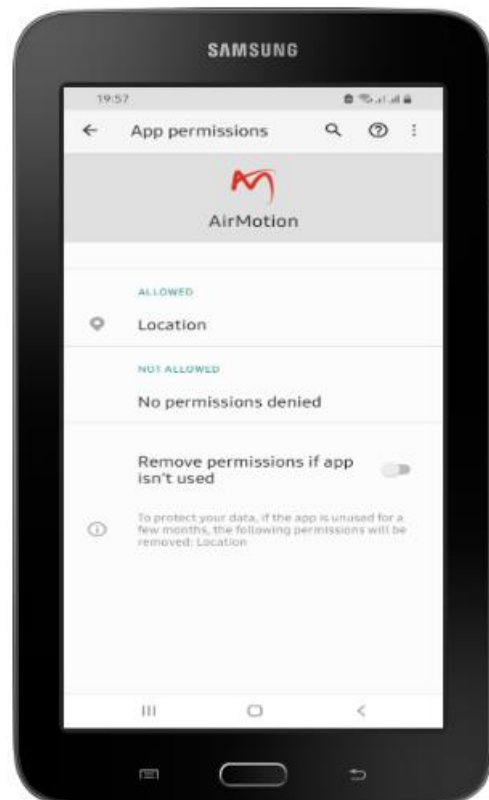 SAMSUNG
19:57
App permissions
AirMotion
ALLOWED
Location
NOT ALLOWED
No permissions denied
Remove permissions if app
isn't used
To protect your data, if the app is unused for a
few months, the following permissions will be
removed: Location